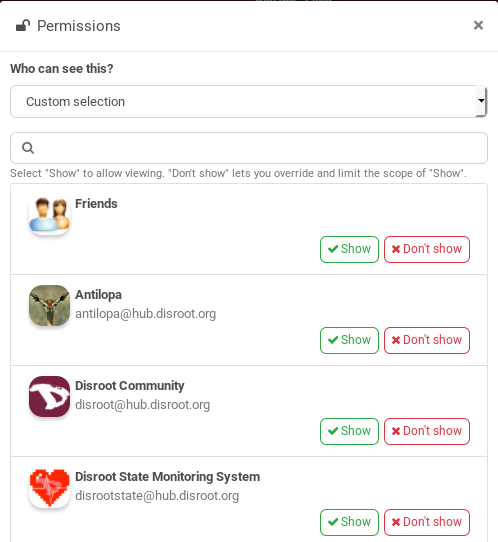 Permissions
Who can see this?
Custom selection
Select "Show" to allow viewing. "Don't show" lets you override and limit the scope of "Show".
Friends
Show Don't show
Antilopa
antilopa@hub.disroot.org
Show Don't show
Disroot Community
disroot@hub.disroot.org
Show Don't show
Disroot State Monitoring System
disrootstate@hub.disroot.org
Show Don't show